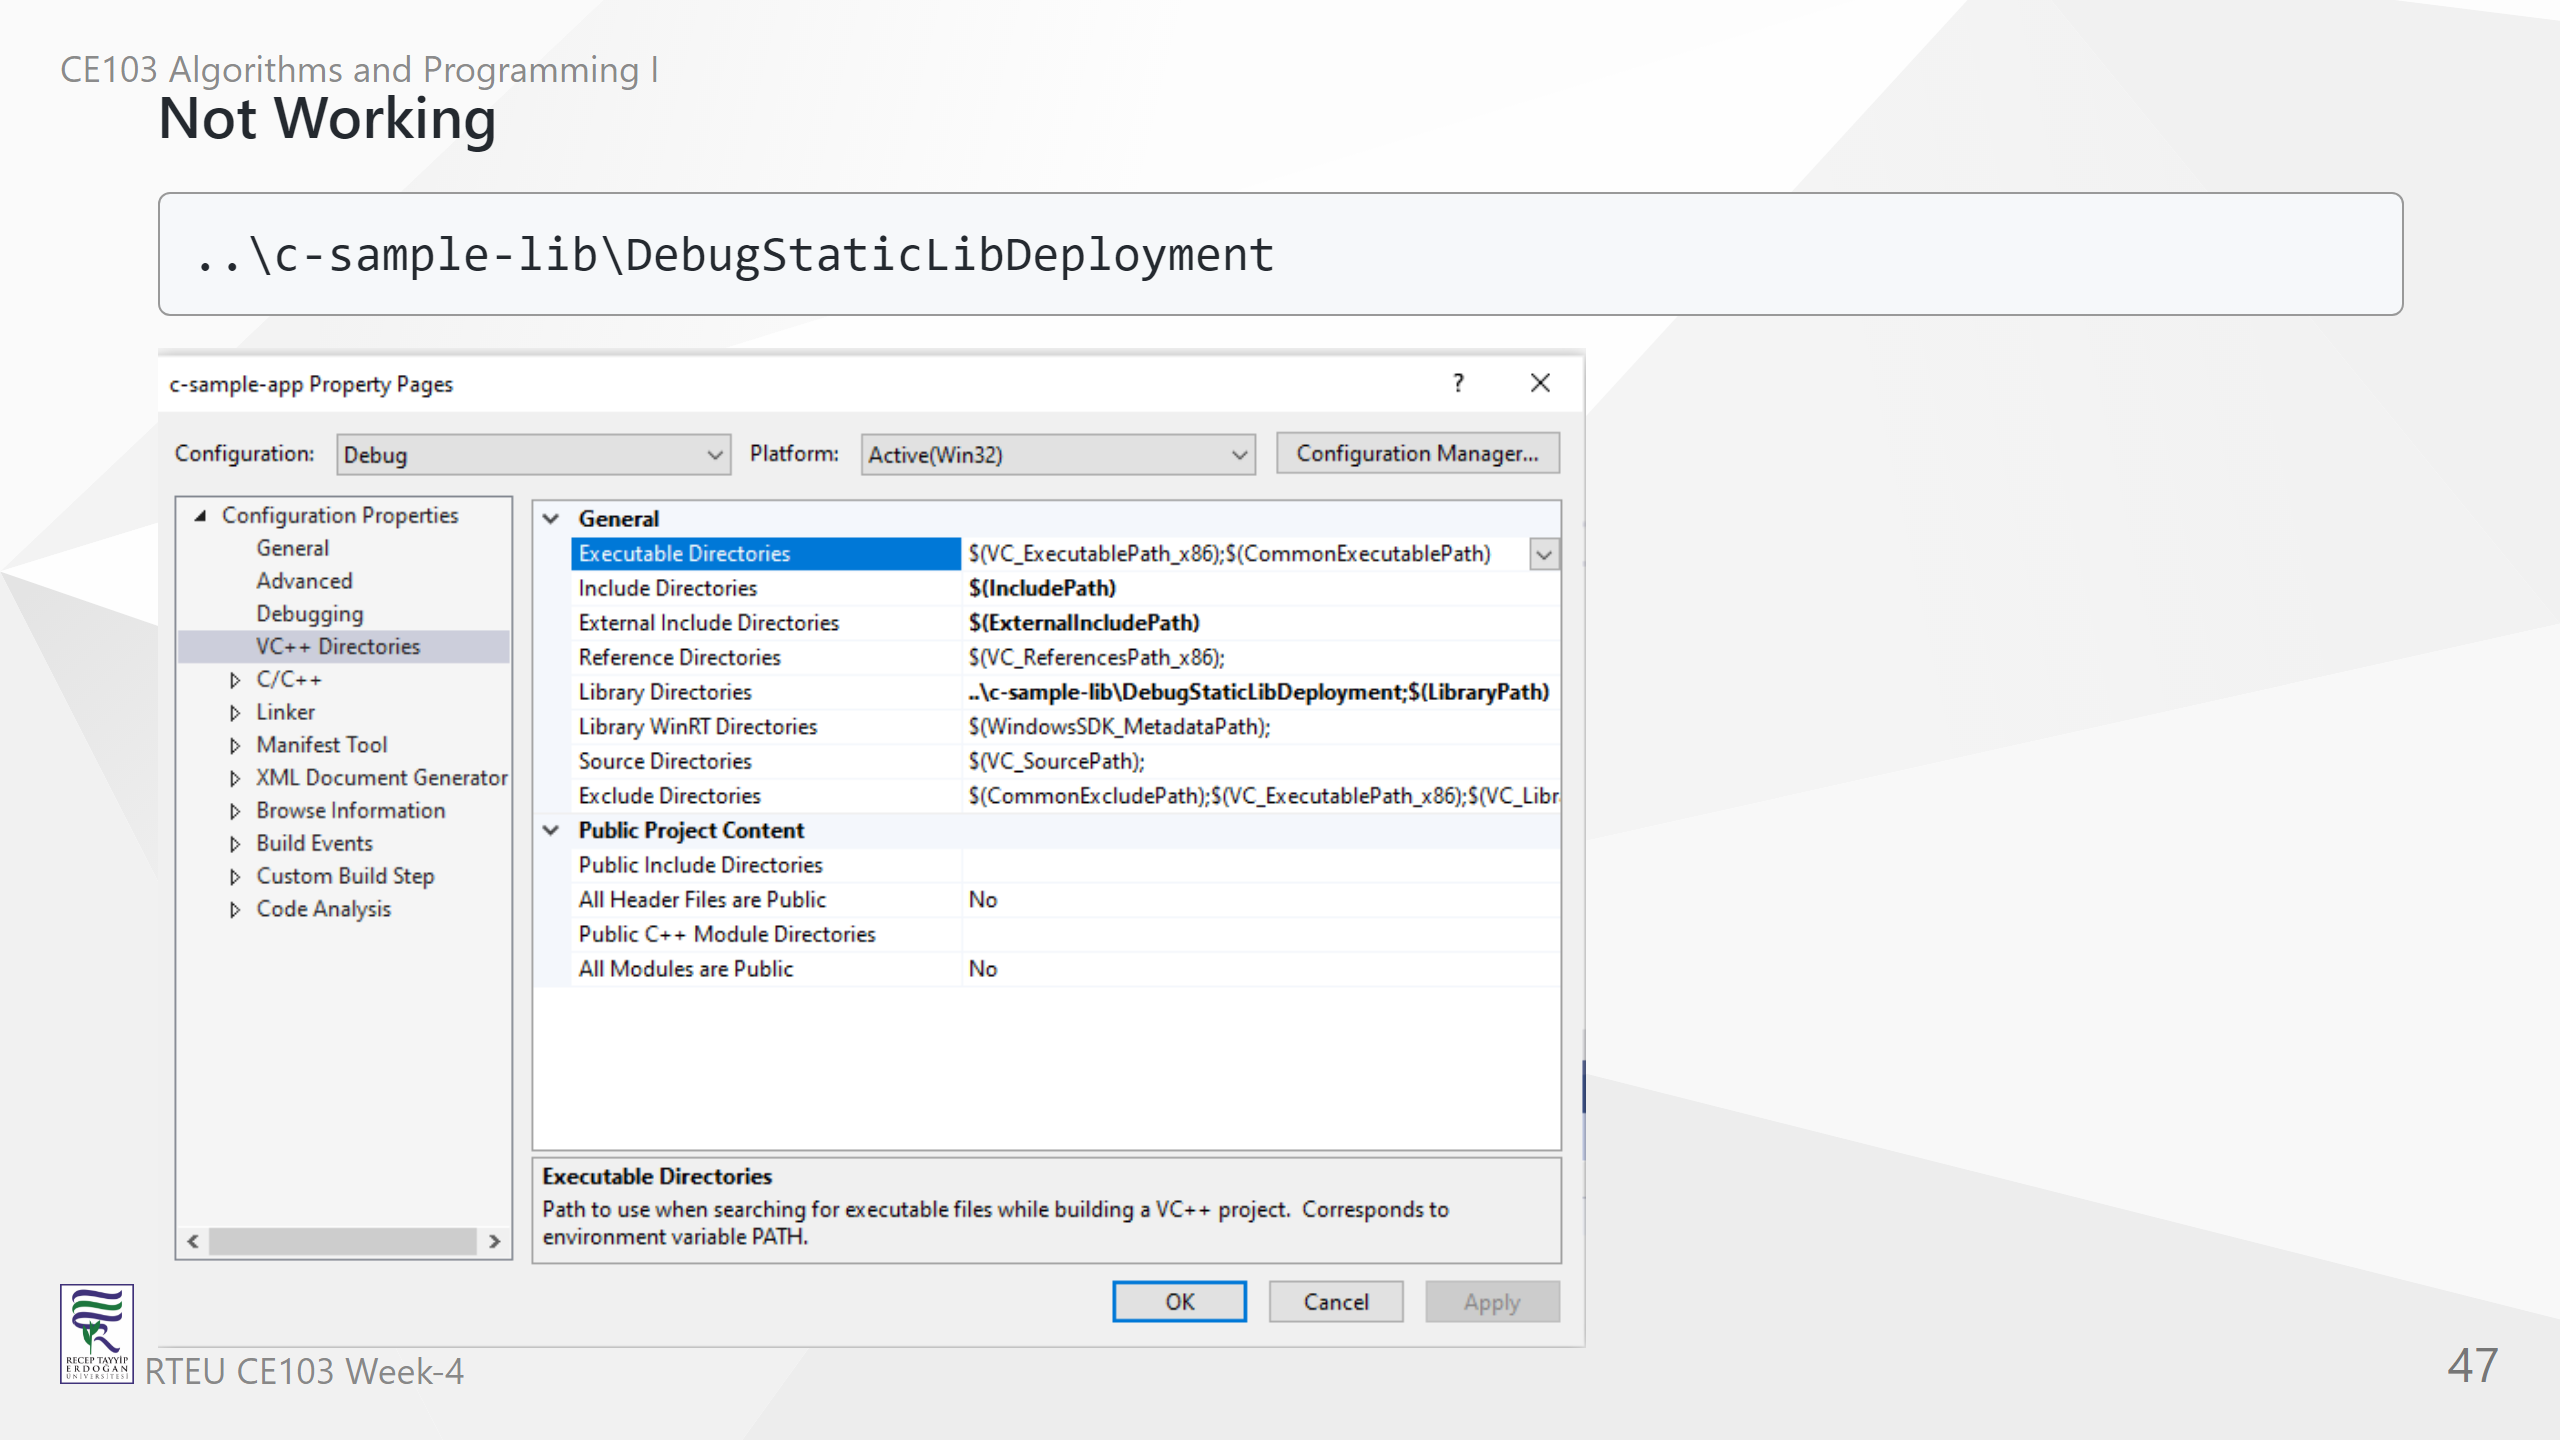 CE103 Algorithms and Programming I
Not Working
..\c-sample-lib\DebugStaticLibDeployment
c-sample-app Property Pages
?
Configuration: Debug Platform: Active(Win32) Configuration Manager...
Configuration Properties
General
Advanced
Debugging
VC++ Directories
C/C++
Linker
Manifest Tool
XML Document Generator
Browse Information
Build Events
Custom Build Step
Code Analysis
General
Executable Directories $(VC_ExecutablePath_x86);$(CommonExecutablePath)
Include Directories $(IncludePath)
External Include Directories $(ExternalIncludePath)
Reference Directories $(VC_ReferencesPath_x86);
Library Directories ..\c-sample-lib\DebugStaticLibDeployment;$(LibraryPath)
Library WinRT Directories $(WindowsSDK_MetadataPath);
Source Directories $(VC_SourcePath);
Exclude Directories $(CommonExcludePath);$(VC_ExecutablePath_x86);$(VC_Libr
Public Project Content
Public Include Directories
All Header Files are Public No
Public C++ Module Directories
All Modules are Public No
Executable Directories
Path to use when searching for executable files while building a VC++ project. Corresponds to
environment variable PATH.
OK Cancel Apply
RECEP TAYYİP
ERDOĞAN
ÜNİVERSİTESİ
RTEU CE103 Week-4
47